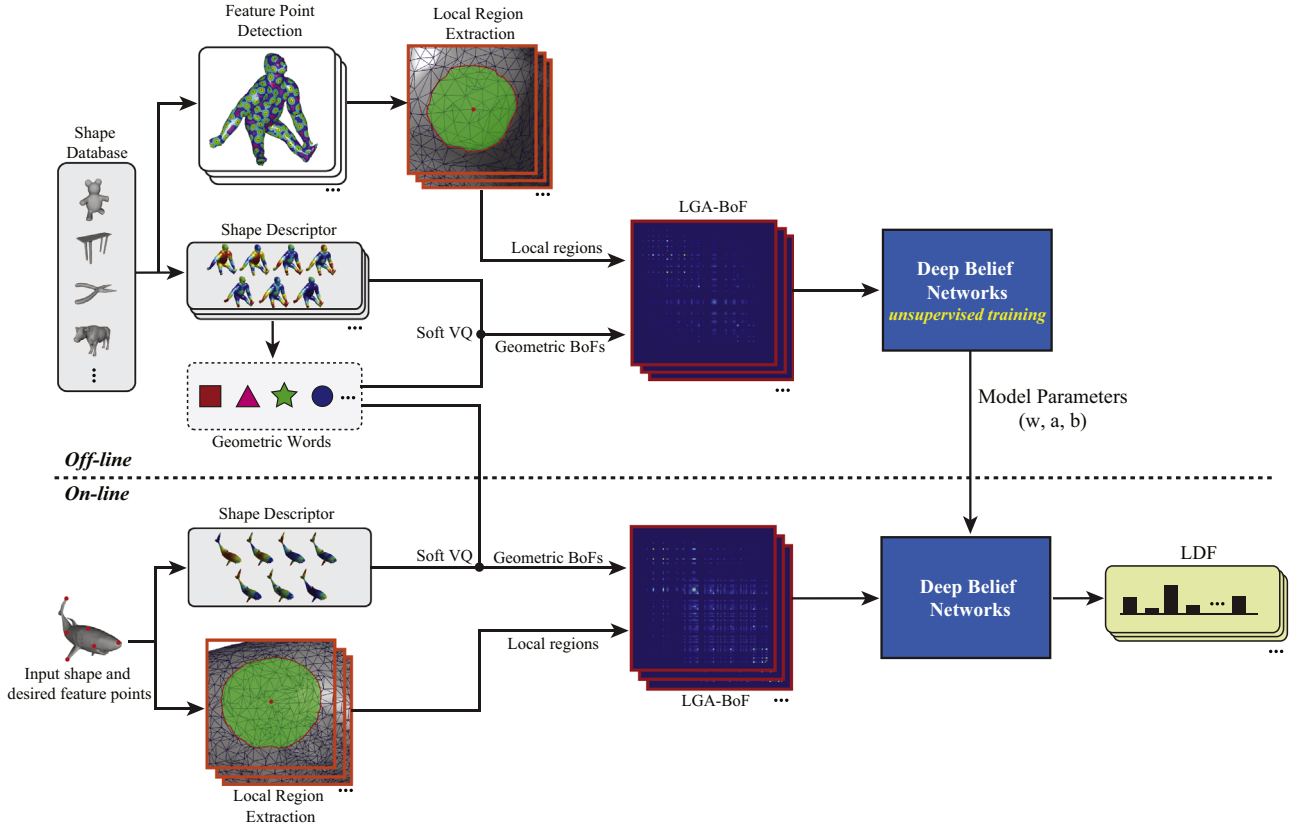 Feature Point
Detection
Local Region
Extraction
Shape
Database
Shape Descriptor
LGA-BoF
Local regions
Soft VQ
Geometric BoFs
Deep Belief
Networks
unsupervised training
Geometric Words
Model Parameters
(w, a, b)
Off-line
On-line
Shape Descriptor
Soft VQ
Geometric BoFs
Local regions
LGA-BoF
Deep Belief
Networks
LDF
Input shape and
desired feature points
Local Region
Extraction